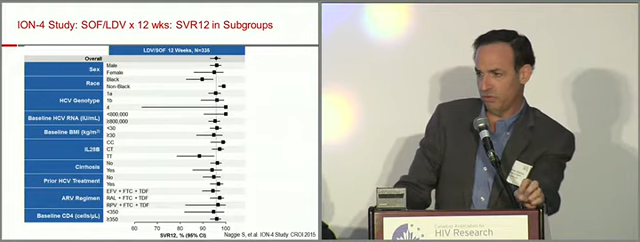 ION-4 Study: SOF/LDV x 12 wks: SVR12 in Subgroups
LDV/SOF 12 Weeks, N=335
Overall
Sex
Male
Female
Race
Black
Non-Black
HCV Genotype
1a
1b
4
Baseline HCV RNA (IU/mL)
<800,000
≥800,000
Baseline BMI (kg/m²)
<30
≥30
IL28B
CC
CT
TT
Cirrhosis
No
Yes
Prior HCV Treatment
No
Yes
ARV Regimen
EFV + FTC + TDF
RAL + FTC + TDF
RPV + FTC + TDF
Baseline CD4 (cells/µL)
<350
≥350
60
70
80
90
100
SVR12, % (95% CI)
Naggie S, et al. ION-4 Study. CROI 2015
Canadian Association for
HIV Research